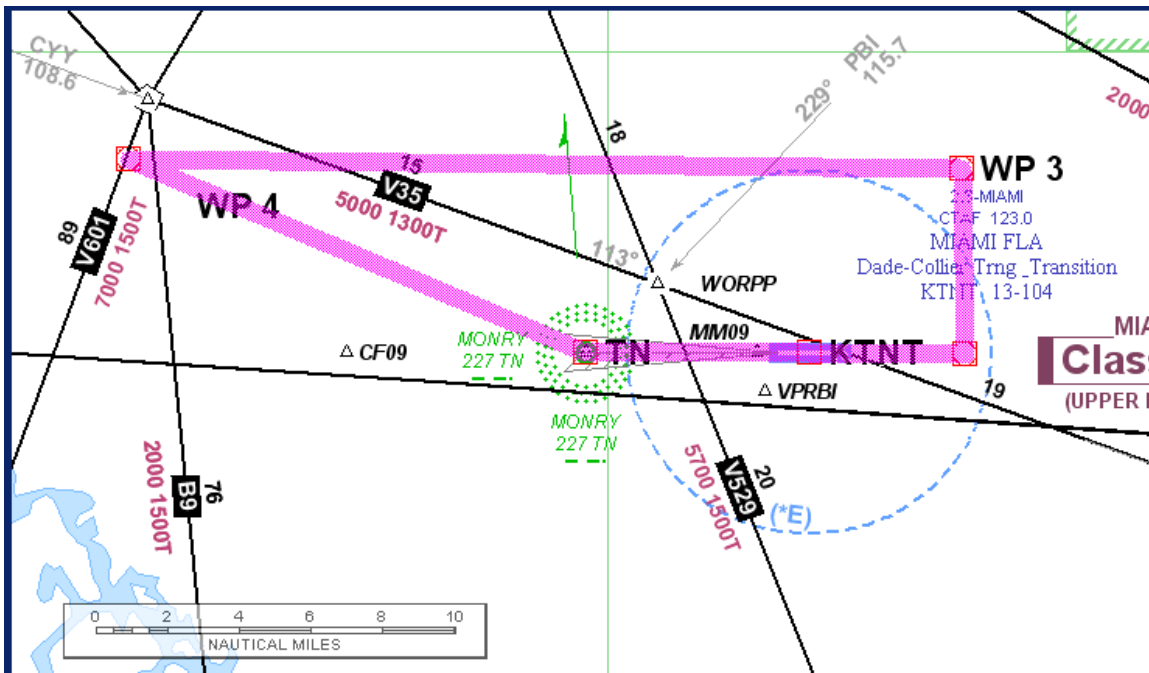 CYY
108.6
PBI
115.7
229°
2000
18
15
V35
5000 1300T
WP 3
2.3-MIAMI
CTAF 123.0
MIAMI FLA
Dade-Collier Trng_Transition
KTNT 13-104
WP 4
89
V601
7000 1500T
113°
WORPP
MONRY
227 TN
CF09
TN
MM09
KTNT
MIA
Class
(UPPER
VPRBI
19
MONRY
227 TN
2000 1500T
B9
76
5700 1500T
V529
20
(*E)
0 2 4 6 8 10
NAUTICAL MILES